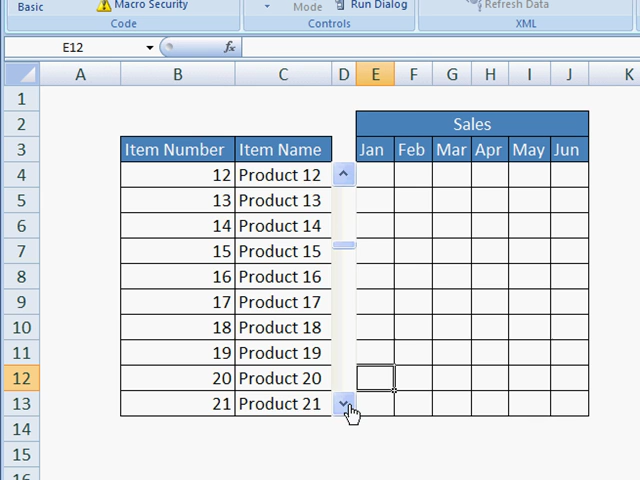 Basic
Macro Security
Mode
Run Dialog
Refresh Data
Code
Controls
XML
E12
fx
A B C D E F G H I J K
1
2 Sales
3 Item Number Item Name Jan Feb Mar Apr May Jun
4 12 Product 12
5 13 Product 13
6 14 Product 14
7 15 Product 15
8 16 Product 16
9 17 Product 17
10 18 Product 18
11 19 Product 19
12 20 Product 20
13 21 Product 21
14
15
16